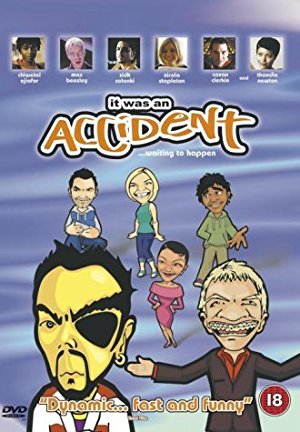 chiwetel ejiofor
max beesley
sidh solanki
nicola stapleton
cavan clerkin
and
thandie newton
it was an
ACCiDENT
...waiting to happen
"Dynamic... fast and funny"
DVD
VIDEO
18